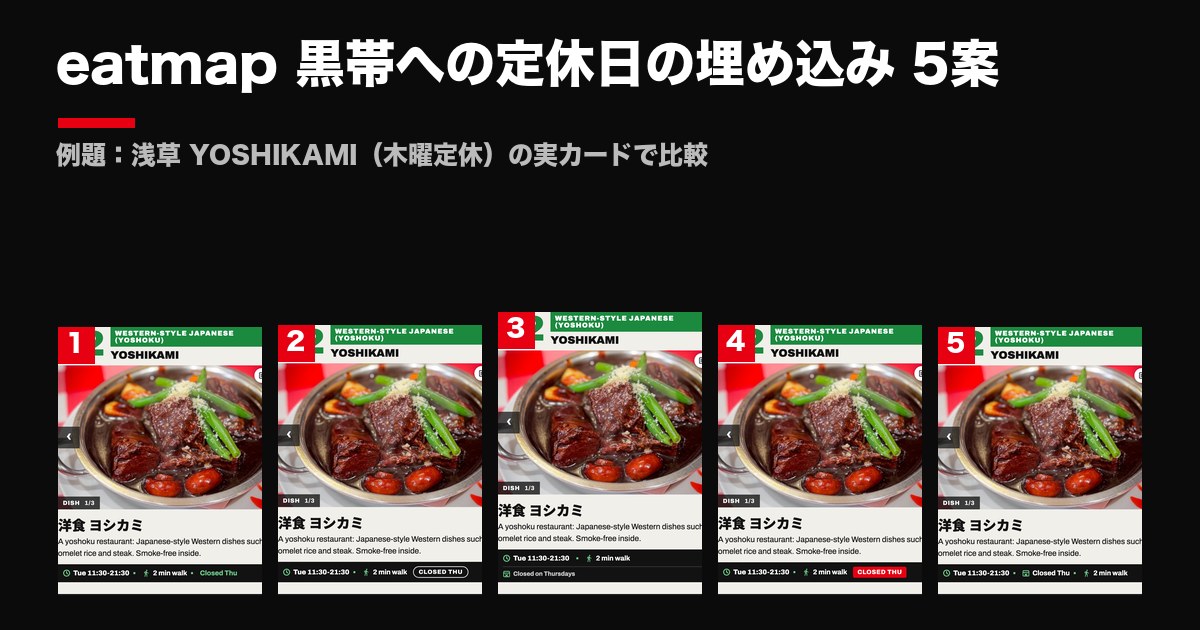 eatmap 黒帯への定休日の埋め込み 5案
例題：浅草 YOSHIKAMI（木曜定休）の実カードで比較
1
2
WESTERN-STYLE JAPANESE
(YOSHOKU)
YOSHIKAMI
DISH 1/3
洋食 ヨシカミ
A yoshoku restaurant: Japanese-style Western dishes such
omelet rice and steak. Smoke-free inside.
Tue 11:30-21:30 • 2 min walk • Closed Thu
2
WESTERN-STYLE JAPANESE
(YOSHOKU)
YOSHIKAMI
DISH 1/3
洋食 ヨシカミ
A yoshoku restaurant: Japanese-style Western dishes such
omelet rice and steak. Smoke-free inside.
Tue 11:30-21:30 • 2 min walk CLOSED THU
3
2
WESTERN-STYLE JAPANESE
(YOSHOKU)
YOSHIKAMI
DISH 1/3
洋食 ヨシカミ
A yoshoku restaurant: Japanese-style Western dishes such
omelet rice and steak. Smoke-free inside.
Tue 11:30-21:30 • 2 min walk
Closed on Thursdays
4
2
WESTERN-STYLE JAPANESE
(YOSHOKU)
YOSHIKAMI
DISH 1/3
洋食 ヨシカミ
A yoshoku restaurant: Japanese-style Western dishes such
omelet rice and steak. Smoke-free inside.
Tue 11:30-21:30 • 2 min walk CLOSED THU
5
2
WESTERN-STYLE JAPANESE
(YOSHOKU)
YOSHIKAMI
DISH 1/3
洋食 ヨシカミ
A yoshoku restaurant: Japanese-style Western dishes such
omelet rice and steak. Smoke-free inside.
Tue 11:30-21:30 • Closed Thu • 2 min walk